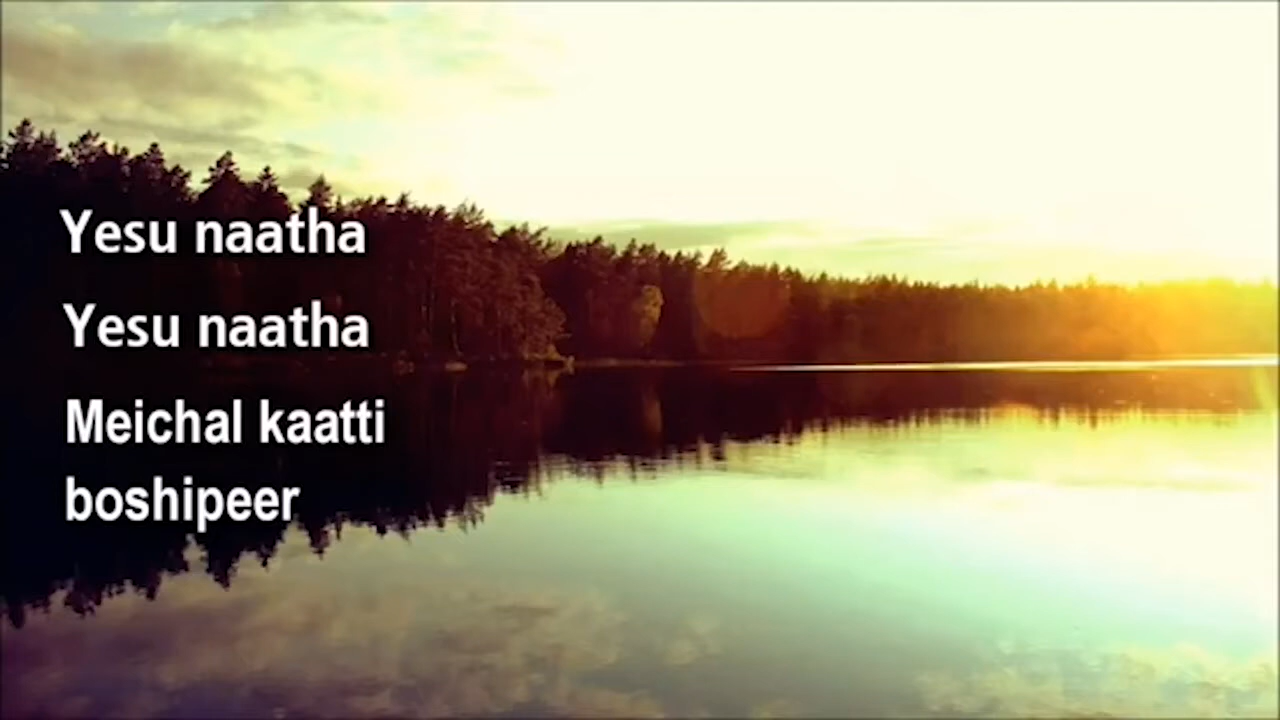 Yesu naatha
Yesu naatha
Meichal kaatti
boshipeer